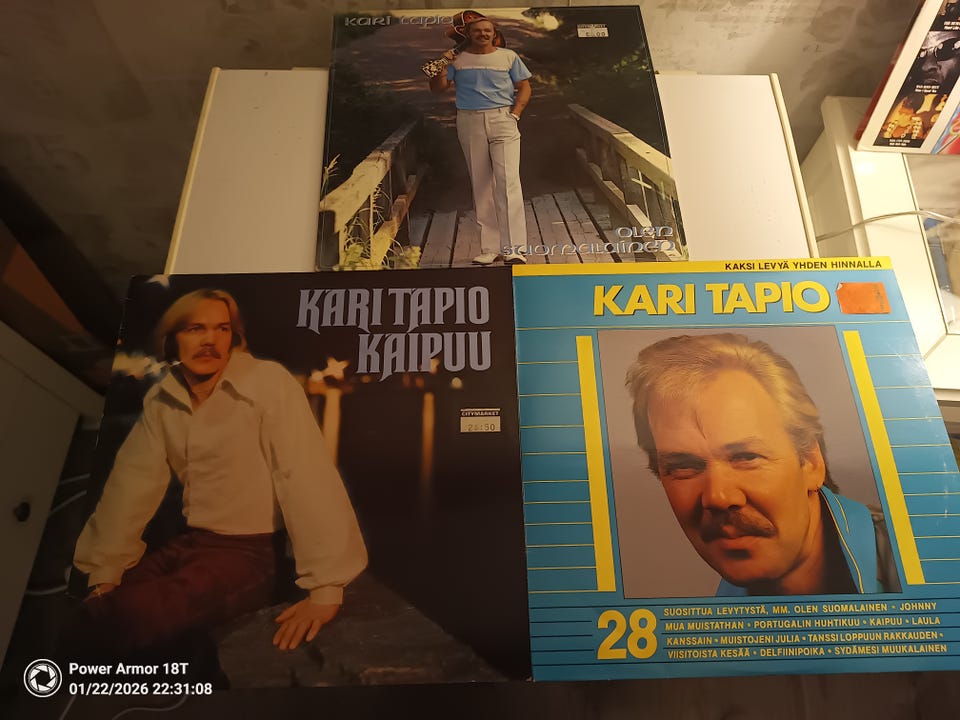 KARI TAPIO
OLEN
SUOMALAINEN
KARI TAPIO
KAIPUU
CITYMARKET
KAKSI LEVYÄ YHDEN HINNALLA
KARI TAPIO
28 SUOSITTUA LEVYTYSTÄ, MM. OLEN SUOMALAINEN • JOHNNY
MUA MUISTATHAN • PORTUGALIN HUHTIKUU • KAIPUU • LAULA
KANSSAIN • MUISTOJENI JULIA • TANSSI LOPPUUN RAKKAUDEN •
VIISITOISTA KESÄÄ • DELFIINIPOIKA • SYDÄMESI MUUKALAINEN
Power Armor 18T
01/22/2026 22:31:08